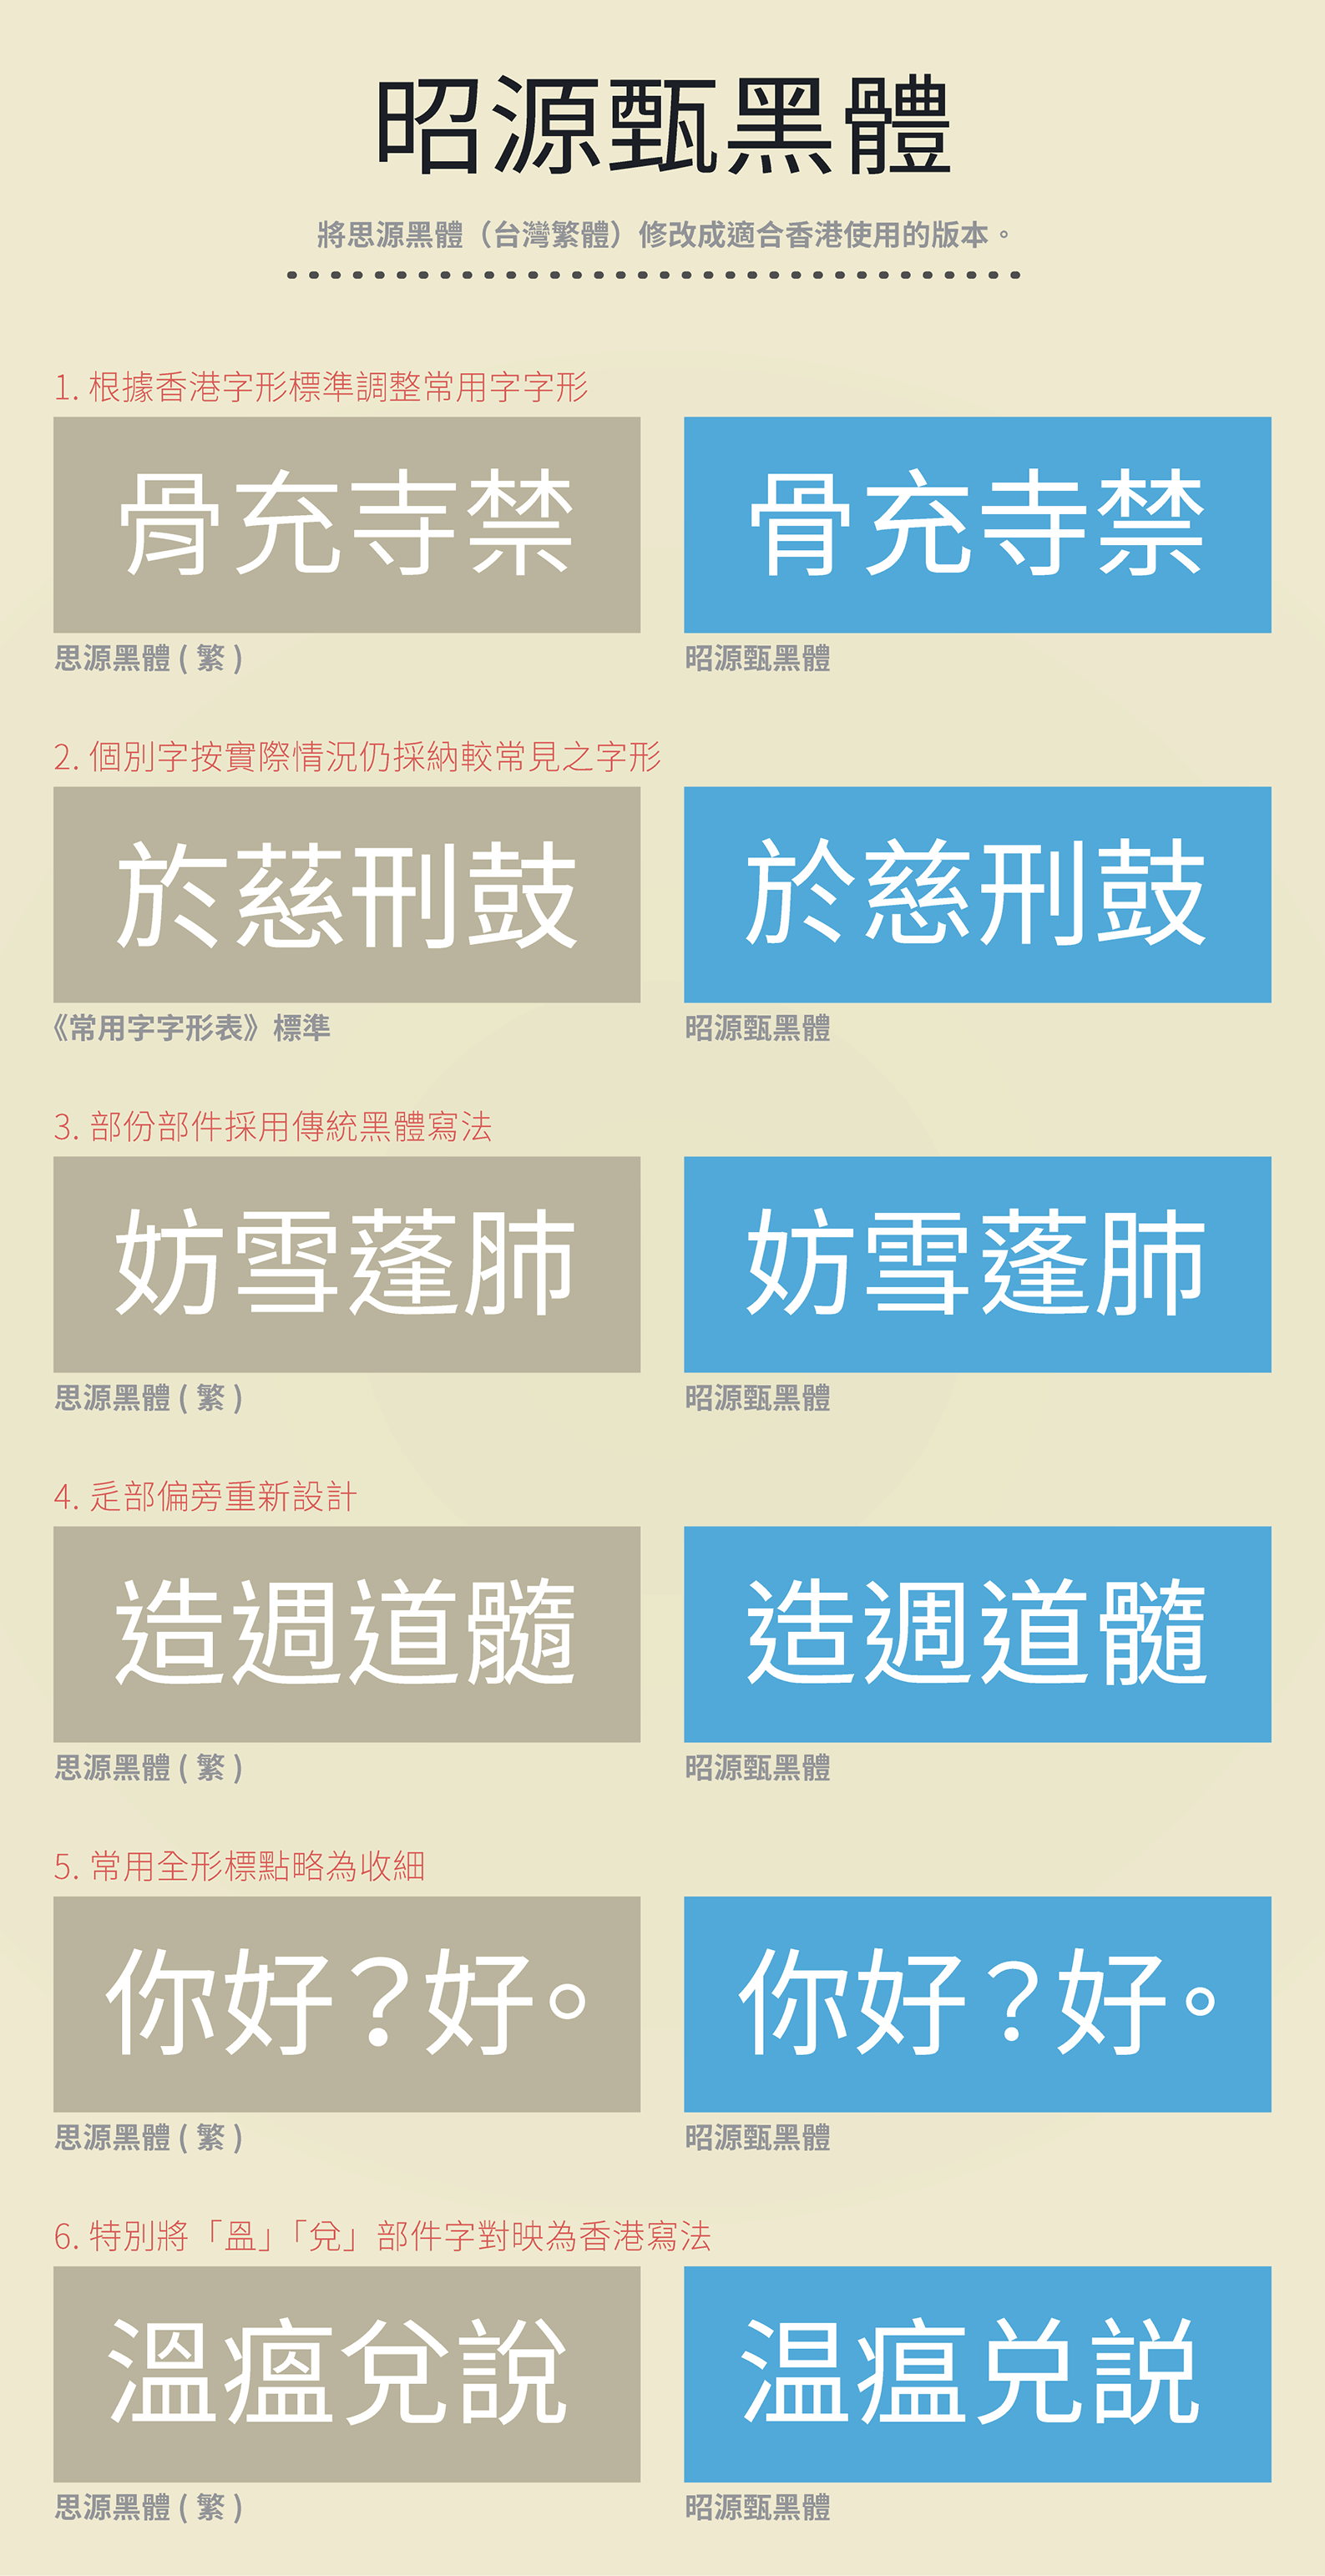 昭源甄黑體
將思源黑體（台灣繁體）修改成適合香港使用的版本。
1. 根據香港字形標準調整常用字字形
骨充寺禁
骨充寺禁
思源黑體 ( 繁 )
昭源甄黑體
2. 個別字按實際情況仍採納較常見之字形
於慈刑鼓
於慈刑鼓
《常用字字形表》標準
昭源甄黑體
3. 部份部件採用傳統黑體寫法
妨雪蓬肺
妨雪蓬肺
思源黑體 ( 繁 )
昭源甄黑體
4. 辵部偏旁重新設計
造週道髓
造週道髓
思源黑體 ( 繁 )
昭源甄黑體
5. 常用全形標點略為收細
你好？好。
你好？好。
思源黑體 ( 繁 )
昭源甄黑體
6. 特別將「昷」「兌」部件字對映為香港寫法
溫瘟兌說
温瘟兑説
思源黑體 ( 繁 )
昭源甄黑體